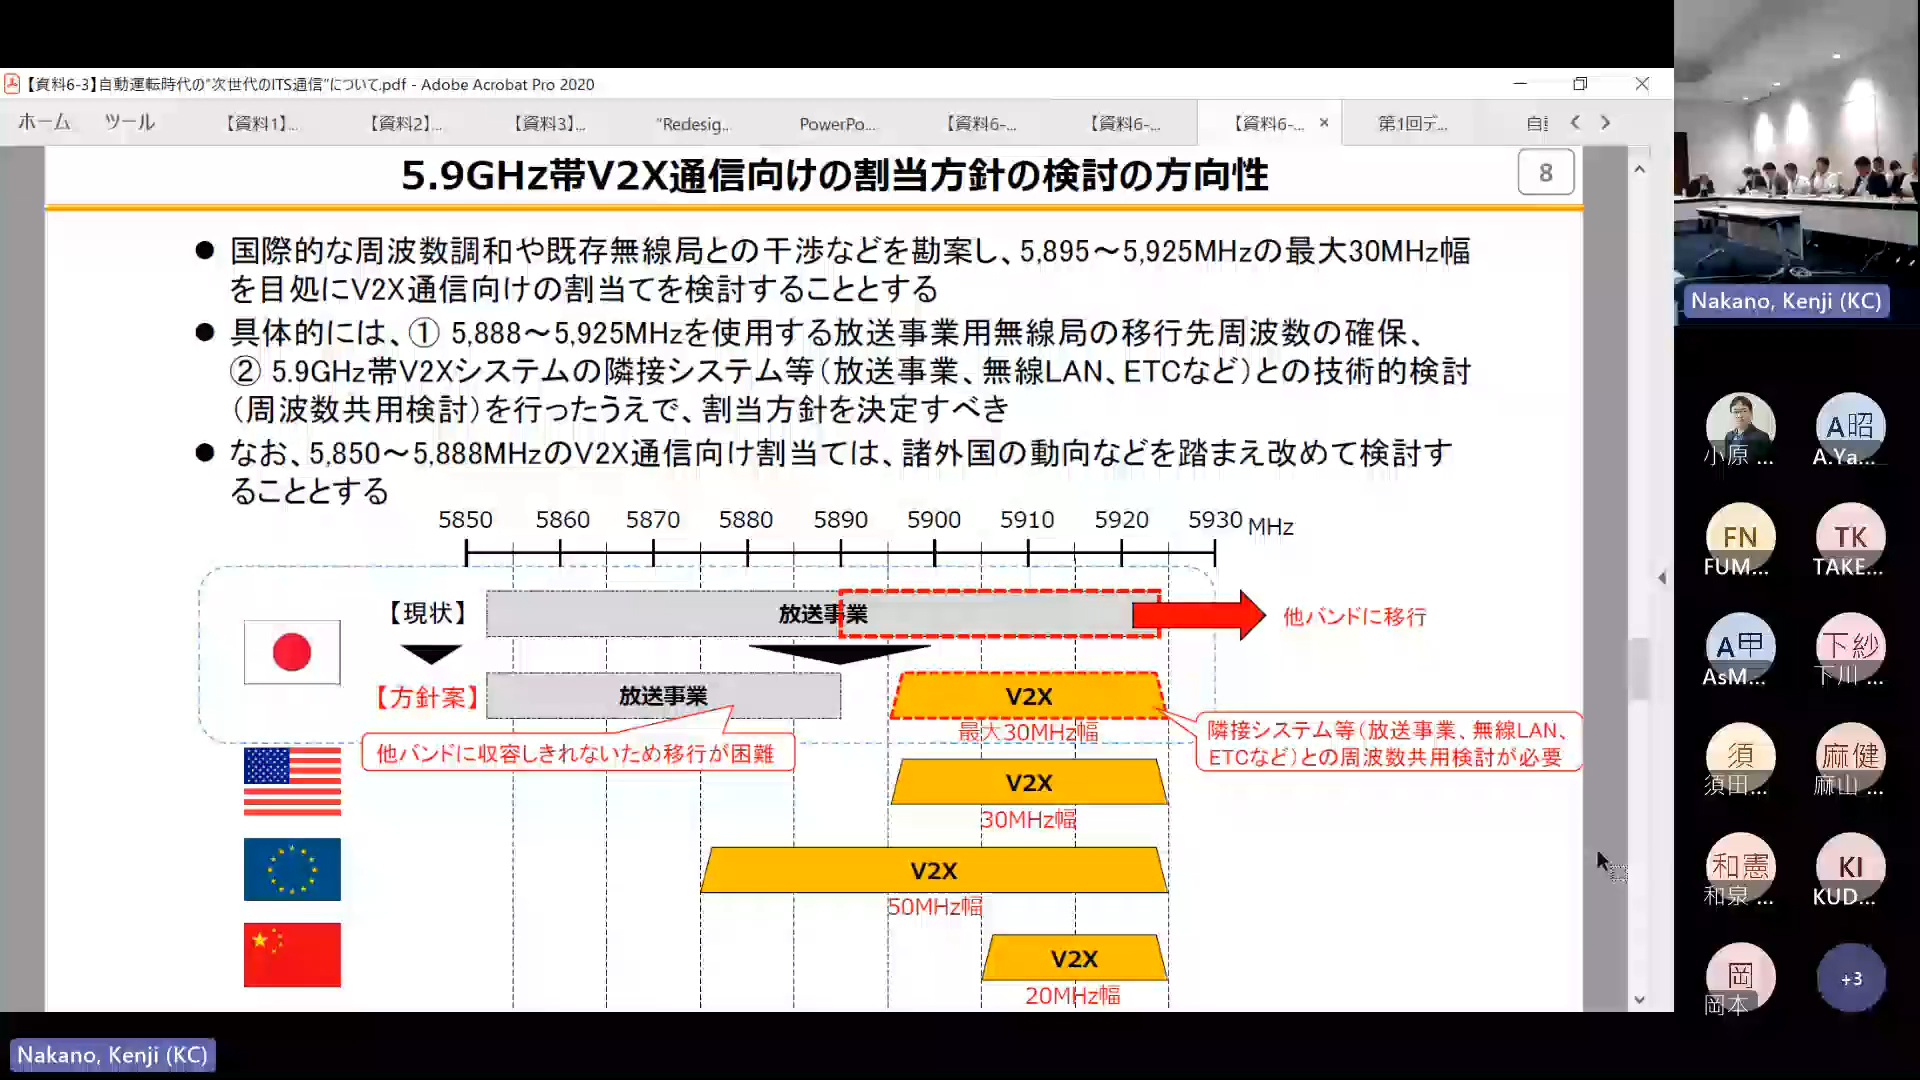 【資料6-3】自動運転時代の"次世代のITS通信"について.pdf - Adobe Acrobat Pro 2020
ホーム ツール 【資料1】... 【資料2】... 【資料3】... "Redesig... PowerPo... 【資料6-... 【資料6-... 【資料6-... × 第1回デ...
5.9GHz帯V2X通信向けの割当方針の検討の方向性
8
● 国際的な周波数調和や既存無線局との干渉などを勘案し、5,895～5,925MHzの最大30MHz幅
を目処にV2X通信向けの割当てを検討することとする
● 具体的には、① 5,888～5,925MHzを使用する放送事業用無線局の移行先周波数の確保、
② 5.9GHz帯V2Xシステムの隣接システム等（放送事業、無線LAN、ETCなど）との技術的検討
（周波数共用検討）を行ったうえで、割当方針を決定すべき
● なお、5,850～5,888MHzのV2X通信向け割当ては、諸外国の動向などを踏まえ改めて検討す
ることとする
5850 5860 5870 5880 5890 5900 5910 5920 5930 MHz
【現状】 放送事業 他バンドに移行
【方針案】 放送事業 V2X
最大30MHz幅
他バンドに収容しきれないため移行が困難
隣接システム等（放送事業、無線LAN、
ETCなど）との周波数共用検討が必要
V2X
30MHz幅
V2X
50MHz幅
V2X
20MHz幅
Nakano, Kenji (KC)
Nakano, Kenji (KC)
A昭
小原 ... A.Ya...
FN TK
FUM... TAKE...
A甲 下紗
AsM... 下川 ...
須 麻健
須田... 麻山 ...
和憲 KI
和泉 ... KUD...
岡 +3
岡本